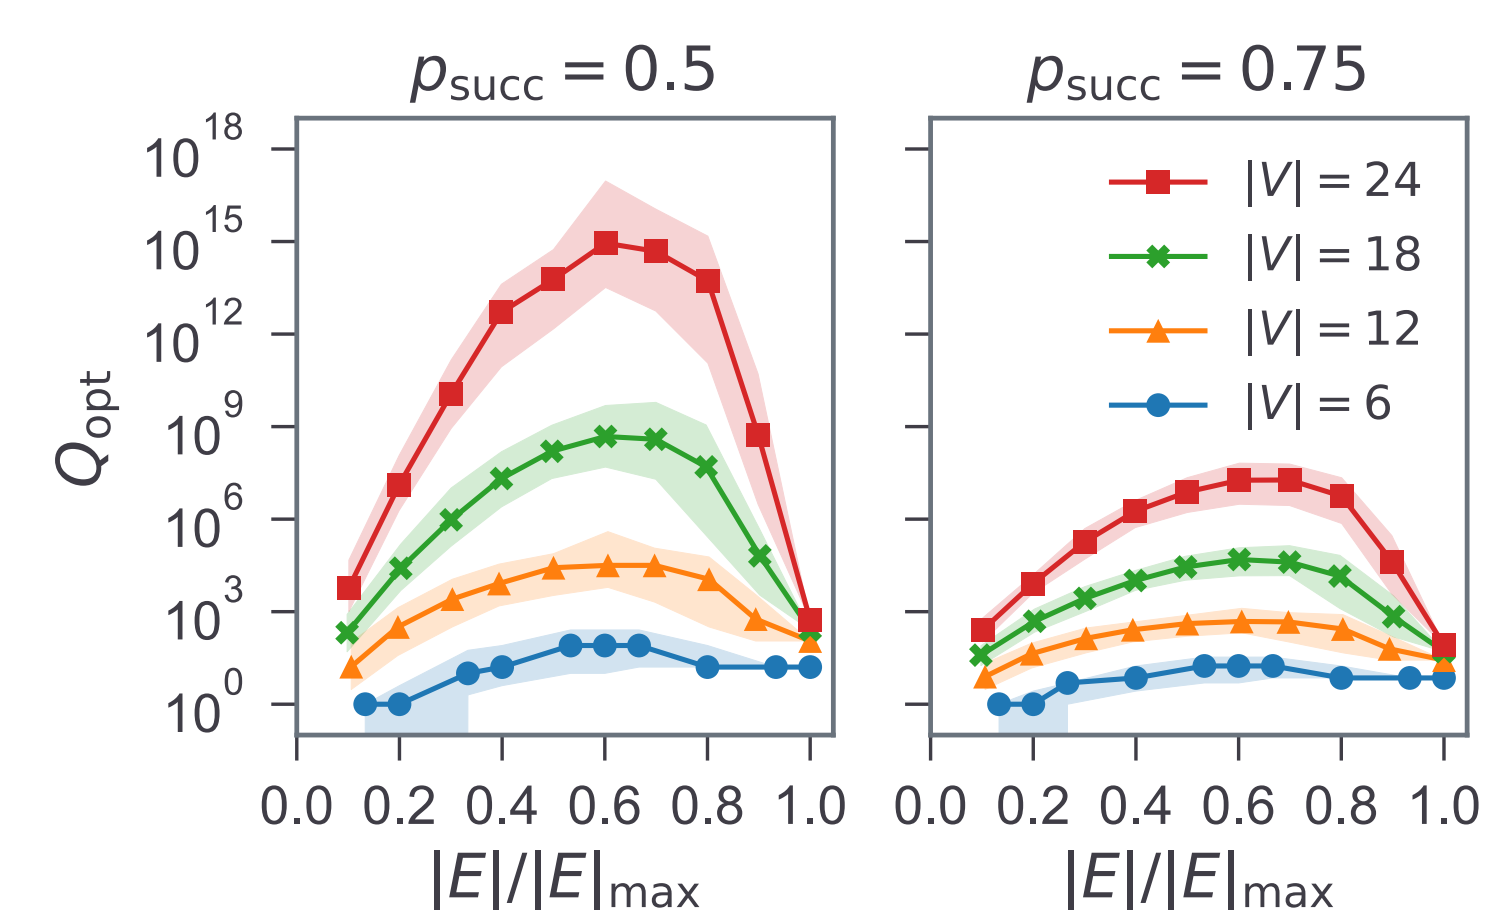 p_succ = 0.5
p_succ = 0.75
10^18
10^15
10^12
10^9
10^6
10^3
10^0
Q_opt
|V| = 24
|V| = 18
|V| = 12
|V| = 6
0.0 0.2 0.4 0.6 0.8 1.0
0.0 0.2 0.4 0.6 0.8 1.0
|E|/|E|_max
|E|/|E|_max